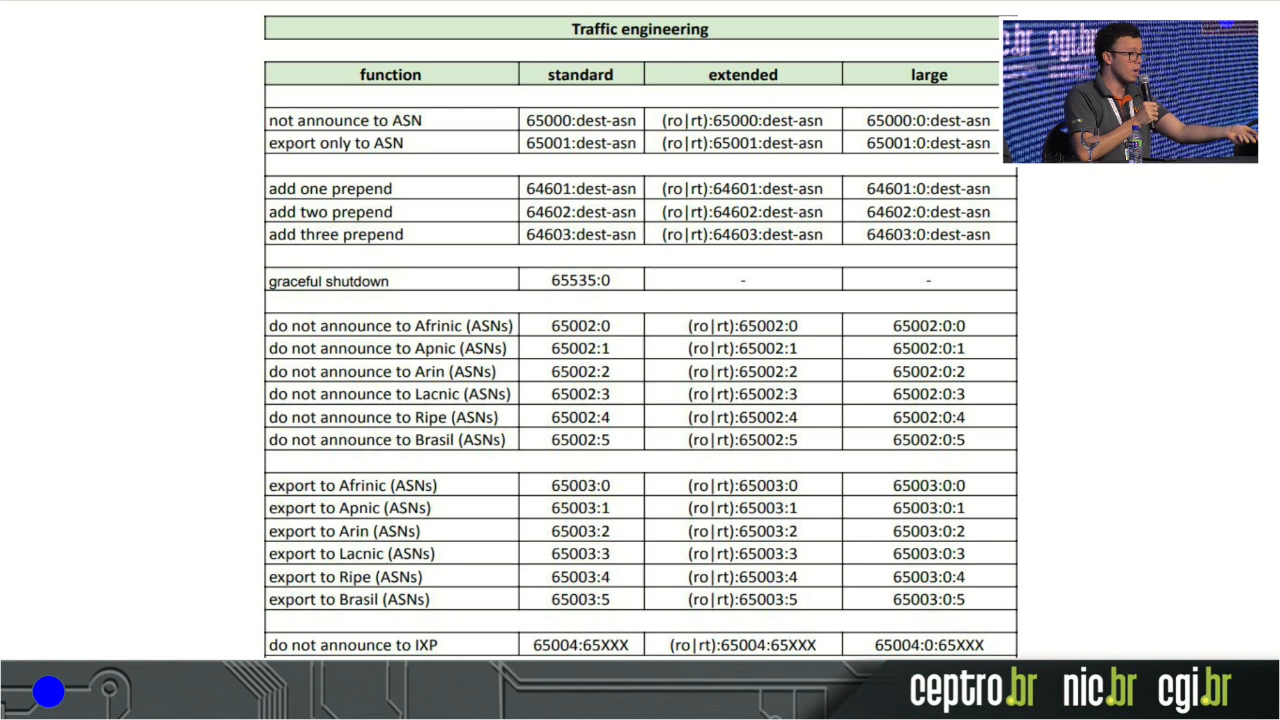 Traffic engineering
function standard extended large
not announce to ASN 65000:dest-asn (ro|rt):65000:dest-asn 65000:0:dest-asn
export only to ASN 65001:dest-asn (ro|rt):65001:dest-asn 65001:0:dest-asn
add one prepend 64601:dest-asn (ro|rt):64601:dest-asn 64601:0:dest-asn
add two prepend 64602:dest-asn (ro|rt):64602:dest-asn 64602:0:dest-asn
add three prepend 64603:dest-asn (ro|rt):64603:dest-asn 64603:0:dest-asn
graceful shutdown 65535:0 - -
do not announce to Afrinic (ASNs) 65002:0 (ro|rt):65002:0 65002:0:0
do not announce to Apnic (ASNs) 65002:1 (ro|rt):65002:1 65002:0:1
do not announce to Arin (ASNs) 65002:2 (ro|rt):65002:2 65002:0:2
do not announce to Lacnic (ASNs) 65002:3 (ro|rt):65002:3 65002:0:3
do not announce to Ripe (ASNs) 65002:4 (ro|rt):65002:4 65002:0:4
do not announce to Brasil (ASNs) 65002:5 (ro|rt):65002:5 65002:0:5
export to Afrinic (ASNs) 65003:0 (ro|rt):65003:0 65003:0:0
export to Apnic (ASNs) 65003:1 (ro|rt):65003:1 65003:0:1
export to Arin (ASNs) 65003:2 (ro|rt):65003:2 65003:0:2
export to Lacnic (ASNs) 65003:3 (ro|rt):65003:3 65003:0:3
export to Ripe (ASNs) 65003:4 (ro|rt):65003:4 65003:0:4
export to Brasil (ASNs) 65003:5 (ro|rt):65003:5 65003:0:5
do not announce to IXP 65004:65XXX (ro|rt):65004:65XXX 65004:0:65XXX
.br cgi.br
ceptro.br nic.br cgi.br